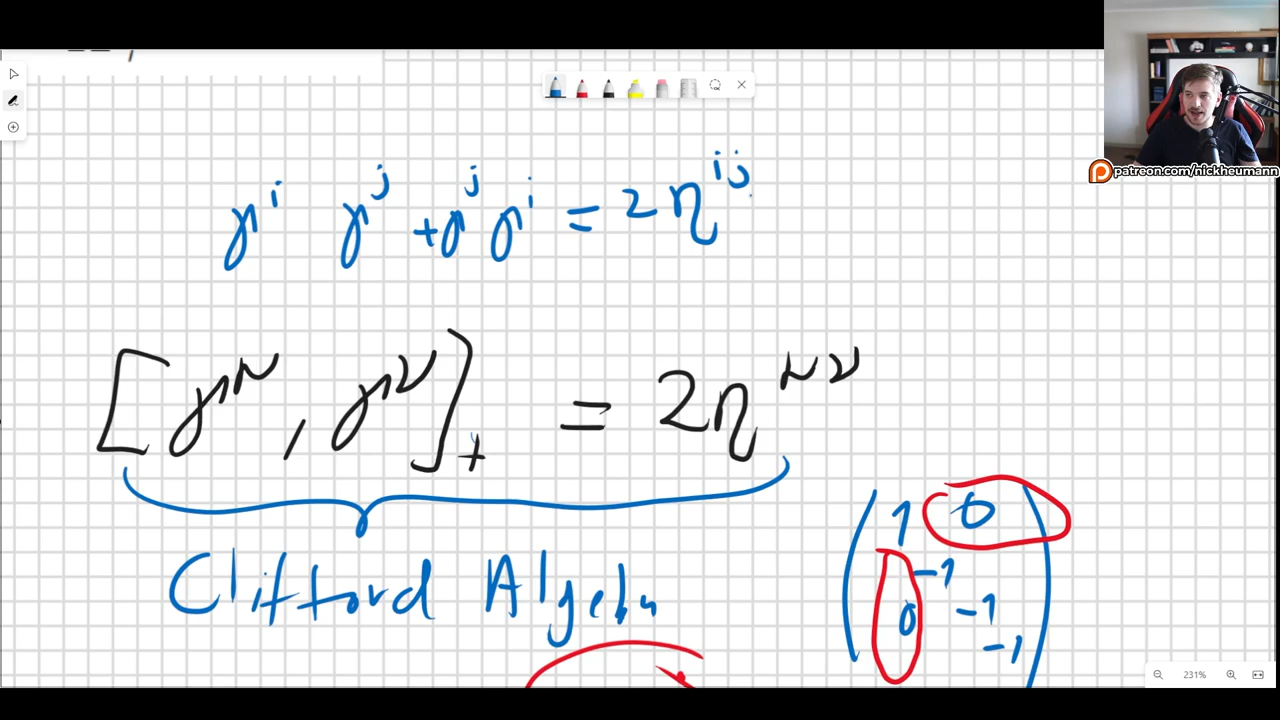 patreon.com/nickheumann
γ^i γ^j + γ^j γ^i = 2η^{ij}
[γ^μ, γ^ν]_+ = 2η^{μν}
Clifford Algebra
1 0
-1
0 -1
-1
231%